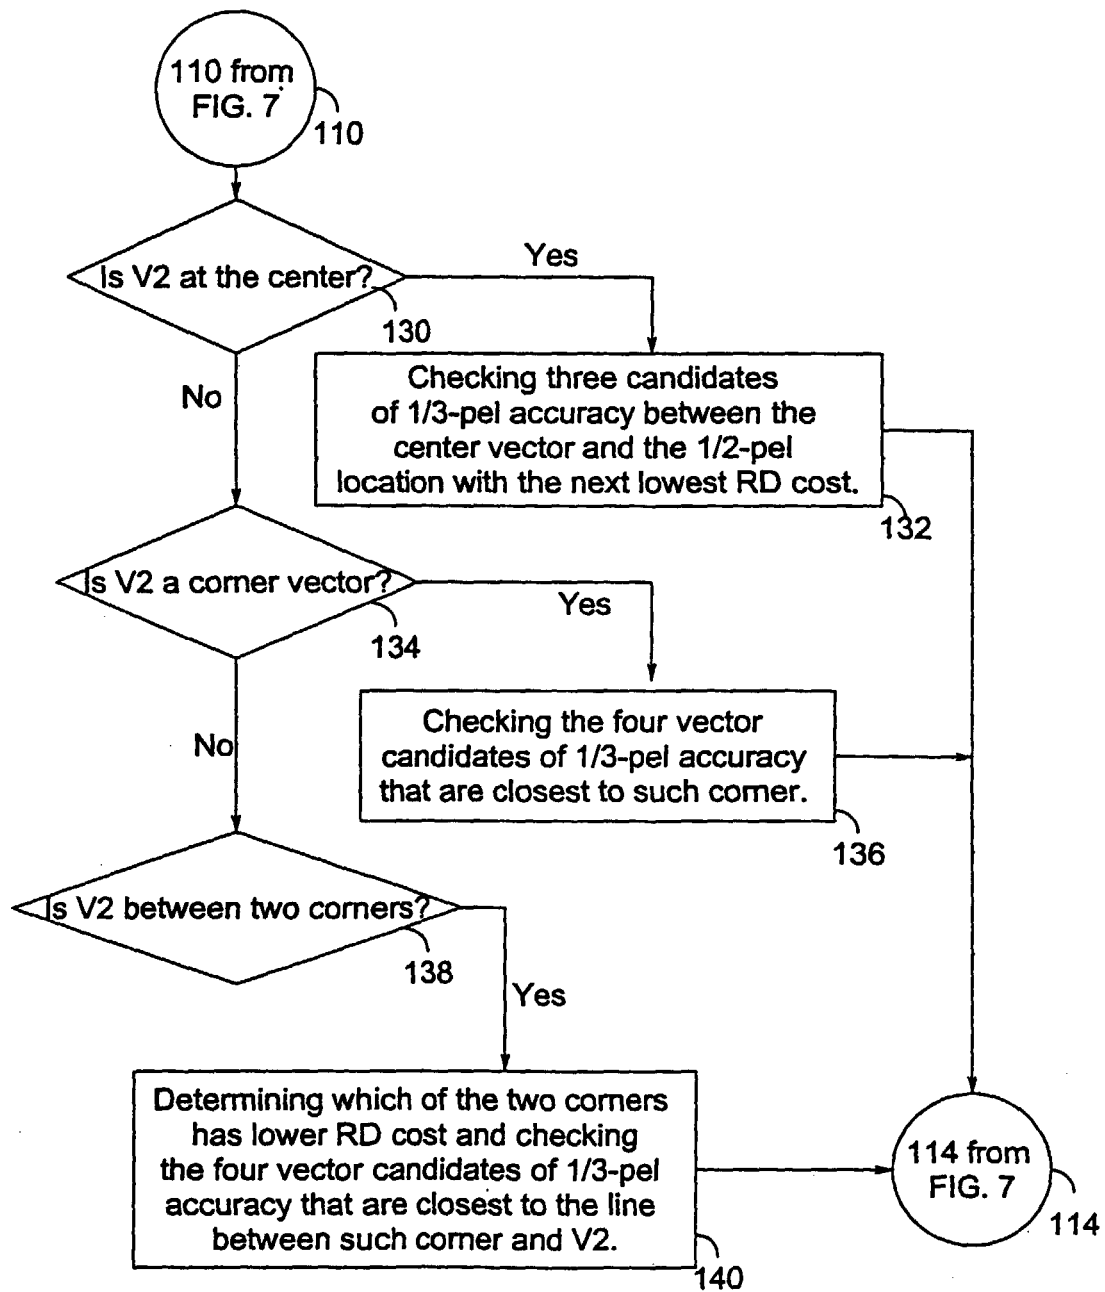 110 from
FIG. 7
110
Is V2 at the center?
Yes
130
No
Checking three candidates
of 1/3-pel accuracy between the
center vector and the 1/2-pel
location with the next lowest RD cost.
132
Is V2 a corner vector?
Yes
134
No
Checking the four vector
candidates of 1/3-pel accuracy
that are closest to such corner.
136
Is V2 between two corners?
138
Yes
Determining which of the two corners
has lower RD cost and checking
the four vector candidates of 1/3-pel
accuracy that are closest to the line
between such corner and V2.
140
114 from
FIG. 7
114